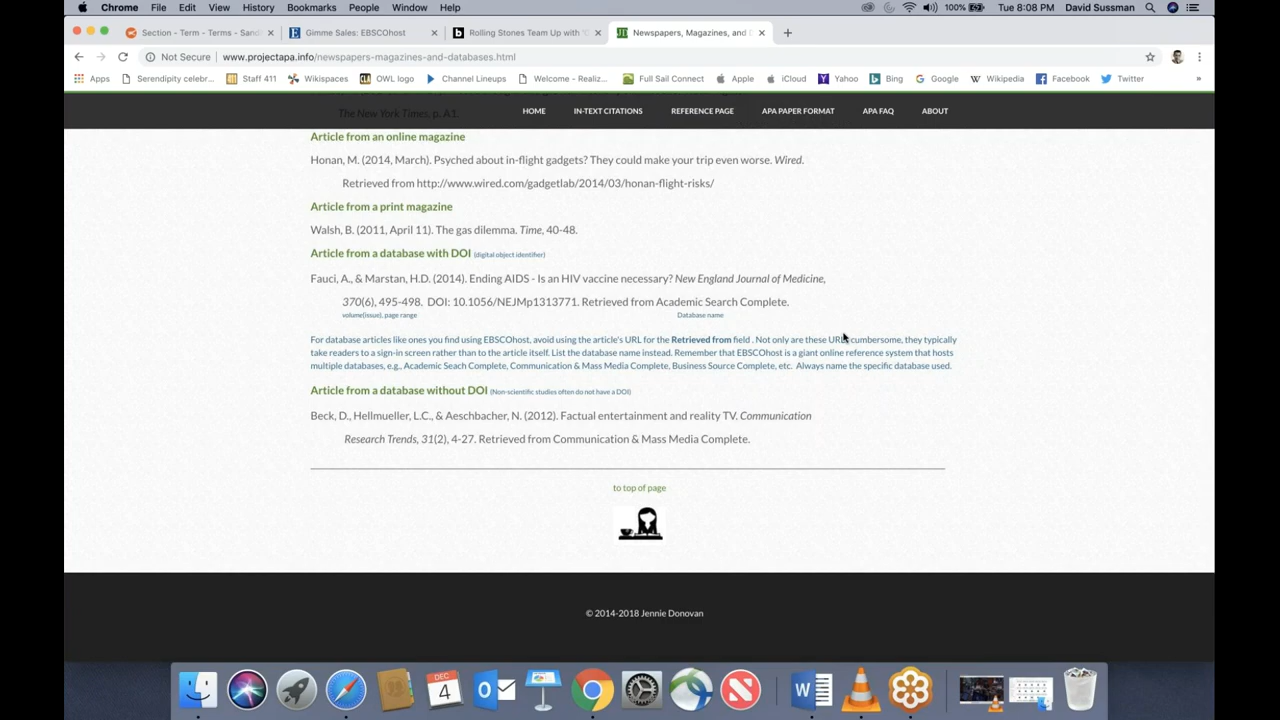 Chrome File Edit View History Bookmarks People Window Help 100% Tue 8:08 PM David Sussman
Section - Term - Terms - San Gimme Sales: EBSCOhost Rolling Stones Team Up with Newspapers, Magazines, and
Not Secure www.projectapa.info/newspapers-magazines-and-databases.html
Apps Serendipity celebr... Staff 411 Wikispaces OWL logo Channel Lineups Welcome - Realiz... Full Sail Connect Apple iCloud Yahoo Bing Google Wikipedia Facebook Twitter »
The New York Times, p. A1.
HOME IN-TEXT CITATIONS REFERENCE PAGE APA PAPER FORMAT APA FAQ ABOUT
Article from an online magazine
Honan, M. (2014, March). Psyched about in-flight gadgets? They could make your trip even worse. Wired.
Retrieved from http://www.wired.com/gadgetlab/2014/03/honan-flight-risks/
Article from a print magazine
Walsh, B. (2011, April 11). The gas dilemma. Time, 40-48.
Article from a database with DOI (digital object identifier)
Fauci, A., & Marstan, H.D. (2014). Ending AIDS - Is an HIV vaccine necessary? New England Journal of Medicine,
370(6), 495-498. DOI: 10.1056/NEJMp1313771. Retrieved from Academic Search Complete.
volume(issue), page range Database name
For database articles like ones you find using EBSCOhost, avoid using the article's URL for the Retrieved from field . Not only are these URLs cumbersome, they typically
take readers to a sign-in screen rather than to the article itself. List the database name instead. Remember that EBSCOhost is a giant online reference system that hosts
multiple databases, e.g., Academic Seach Complete, Communication & Mass Media Complete, Business Source Complete, etc. Always name the specific database used.
Article from a database without DOI (Non-scientific studies often do not have a DOI)
Beck, D., Hellmueller, L.C., & Aeschbacher, N. (2012). Factual entertainment and reality TV. Communication
Research Trends, 31(2), 4-27. Retrieved from Communication & Mass Media Complete.
to top of page
© 2014-2018 Jennie Donovan
DEC
4